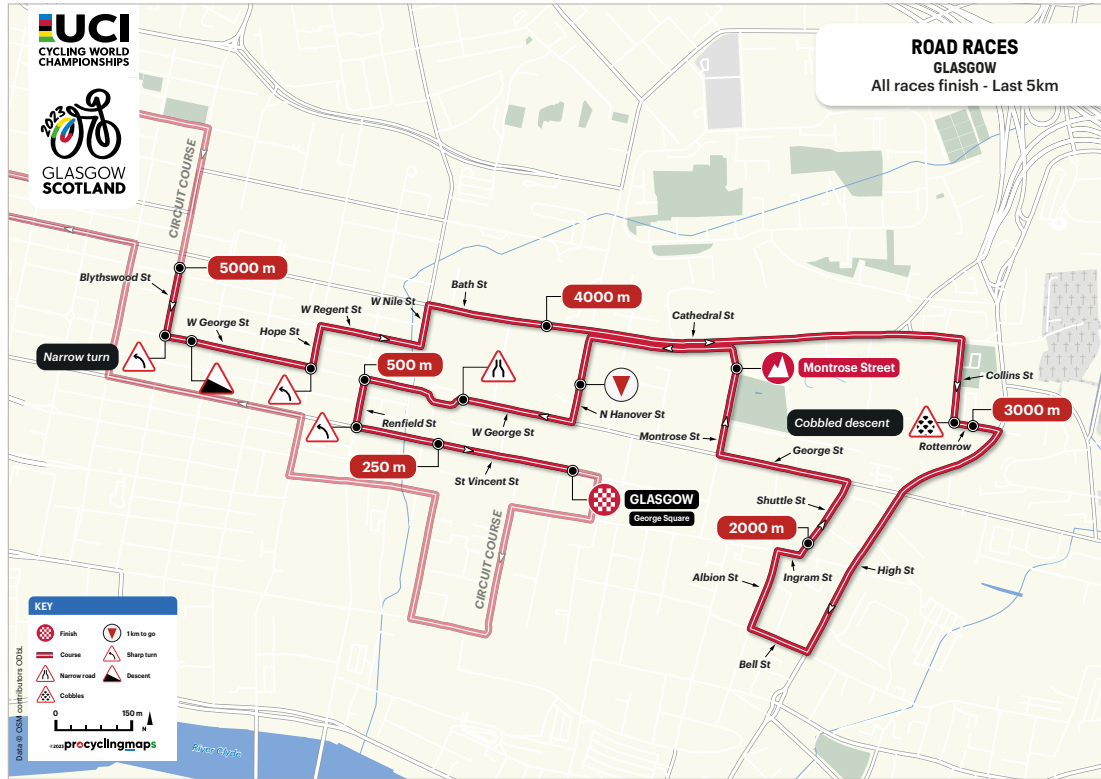 UCI
CYCLING WORLD
CHAMPIONSHIPS
2023
GLASGOW
SCOTLAND
ROAD RACES
GLASGOW
All races finish - Last 5km
CIRCUIT COURSE
5000 m
Blythswood St
W George St
Hope St
W Regent St
W Nile St
Bath St
4000 m
Cathedral St
Narrow turn
500 m
Montrose Street
Collins St
Renfield St
W George St
N Hanover St
Montrose St
Cobbled descent
3000 m
Rottenrow
George St
250 m
St Vincent St
GLASGOW
George Square
Shuttle St
2000 m
Ingram St
Albion St
High St
Bell St
CIRCUIT COURSE
KEY
Finish
1 km to go
Course
Sharp turn
Narrow road
Descent
Cobbles
0 150 m
N
©2023 procyclingmaps
Data © OSM contributors ODbL
River Clyde